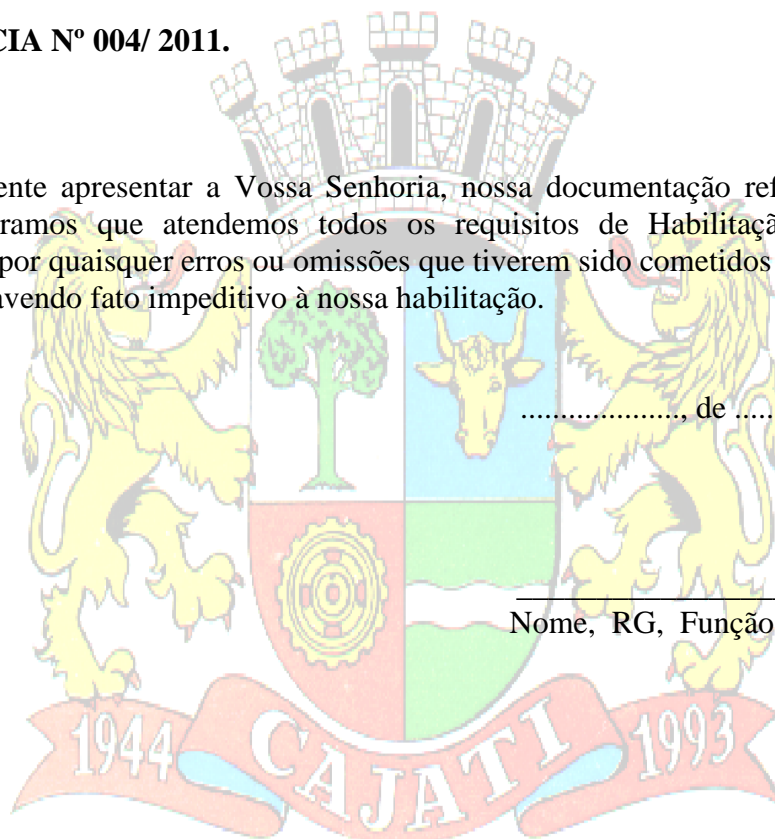 CIA Nº 004/ 2011.
ente apresentar a Vossa Senhoria, nossa documentação ref
ramos que atendemos todos os requisitos de Habilitaçã
por quaisquer erros ou omissões que tiverem sido cometidos
avendo fato impeditivo à nossa habilitação.
...................., de .....
Nome, RG, Função
1944 CAJATI 1993